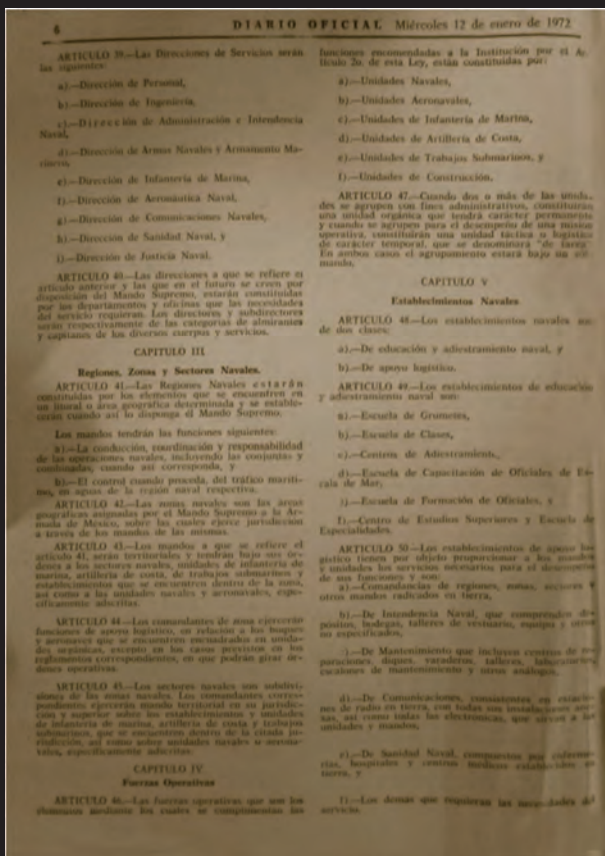 6
DIARIO OFICIAL Miércoles 12 de enero de 1972
ARTICULO 39.—Las Direcciones de Servicios serán
las siguientes:
a).—Dirección de Personal,
b).—Dirección de Ingeniería,
c).—Dirección de Administración e Intendencia
Naval,
d).—Dirección de Armas Navales y Armamento Ma-
rinero,
e).—Dirección de Infantería de Marina,
f).—Dirección de Aeronáutica Naval,
g).—Dirección de Comunicaciones Navales,
h).—Dirección de Sanidad Naval, y
i).—Dirección de Justicia Naval.
ARTICULO 40.—Las direcciones a que se refiere el
artículo anterior y las que en el futuro se creen por
disposición del Mando Supremo, estarán constituidas
por los departamentos y oficinas que las necesidades
del servicio requieran. Los directores y subdirectores
serán respectivamente de las categorías de almirantes
y capitanes de los diversos cuerpos y servicios.
CAPITULO III
Regiones, Zonas y Sectores Navales.
ARTICULO 41.—Las Regiones Navales estarán
constituidas por los elementos que se encuentren en
un litoral o área geográfica determinada y se estable-
cerán cuando así lo disponga el Mando Supremo.
Los mandos tendrán las funciones siguientes:
a).—La conducción, coordinación y responsabilidad
de las operaciones navales, incluyendo las conjuntas y
combinadas, cuando así corresponda, y
b).—El control cuando proceda, del tráfico maríti-
mo, en aguas de la región naval respectiva.
ARTICULO 42.—Las zonas navales son las áreas
geográficas asignadas por el Mando Supremo a la Ar-
mada de México, sobre las cuales ejerce jurisdicción
a través de los mandos de las mismas.
ARTICULO 43.—Los mandos a que se refiere el
artículo 41, serán territoriales y tendrán bajo sus ór-
denes a los sectores navales, unidades de infantería de
marina, artillería de costa, de trabajos submarinos y
establecimientos que se encuentren dentro de la zona,
así como a las unidades navales y aeronavales, espe-
cíficamente adscritas.
ARTICULO 44.—Los comandantes de zona ejercerán
funciones de apoyo logístico, en relación a los buques
y aeronaves que se encuentren encuadrados en unida-
des orgánicas, excepto en los casos previstos en los
reglamentos correspondientes, en que podrán girar ór-
denes operativas.
ARTICULO 45.—Los sectores navales son subdivi-
siones de las zonas navales. Los comandantes corres-
pondientes ejercerán mando territorial en su jurisdic-
ción y superior sobre los establecimientos y unidades
de infantería de marina, artillería de costa y trabajos
submarinos, que se encuentren dentro de la citada ju-
risdicción, así como sobre unidades navales o aerona-
vales, específicamente adscritas.
CAPITULO IV
Fuerzas Operativas
ARTICULO 46.—Las fuerzas operativas que son los
elementos mediante los cuales se cumplimentan las
funciones encomendadas a la Institución por el Ar-
tículo 2o. de esta Ley, están constituidas por:
a).—Unidades Navales,
b).—Unidades Aeronavales,
c).—Unidades de Infantería de Marina,
d).—Unidades de Artillería de Costa,
e).—Unidades de Trabajos Submarinos, y
f).—Unidades de Construcción,
ARTICULO 47.—Cuando dos o más de las unida-
des se agrupen con fines administrativos, constituirán
una unidad orgánica que tendrá carácter permanente
y cuando se agrupen para el desempeño de una misión
operativa, constituirán una unidad táctica o logística
de carácter temporal, que se denominará "de tarea".
En ambos casos el agrupamiento estará bajo un
mando.
CAPITULO V
Establecimientos Navales
ARTICULO 48.—Los establecimientos navales son
de dos clases:
a).—De educación y adiestramiento naval, y
b).—De apoyo logístico.
ARTICULO 49.—Los establecimientos de educación
y adiestramiento naval son:
a).—Escuela de Grumetes,
b).—Escuela de Clases,
c).—Centros de Adiestramiento,
d).—Escuela de Capacitación de Oficiales de Es-
cala de Mar,
e).—Escuela de Formación de Oficiales, y
f).—Centro de Estudios Superiores y Escuela de
Especialidades.
ARTICULO 50.—Los establecimientos de apoyo lo-
gístico tienen por objeto proporcionar a los mandos
y unidades los servicios necesarios para el desempeño
de sus funciones y son:
a).—Comandancias de regiones, zonas, sectores y
otros mandos radicados en tierra,
b).—De Intendencia Naval, que comprenden de-
pósitos, bodegas, talleres de vestuario, equipo y otros
no especificados,
).—De Mantenimiento que incluyen centros de re-
paraciones, diques, varaderos, talleres, laboratorios,
escalones de mantenimiento y otros análogos,
d).—De Comunicaciones, consistentes en estacio-
nes de radio en tierra, con todas sus instalaciones ane-
xas, así como todas las electrónicas, que sirvan a las
unidades y mandos,
e).—De Sanidad Naval, compuestos por enferme-
rías, hospitales y centros médicos establecidos en
tierra, y
f).—Los demás que requieran las necesidades del
servicio.